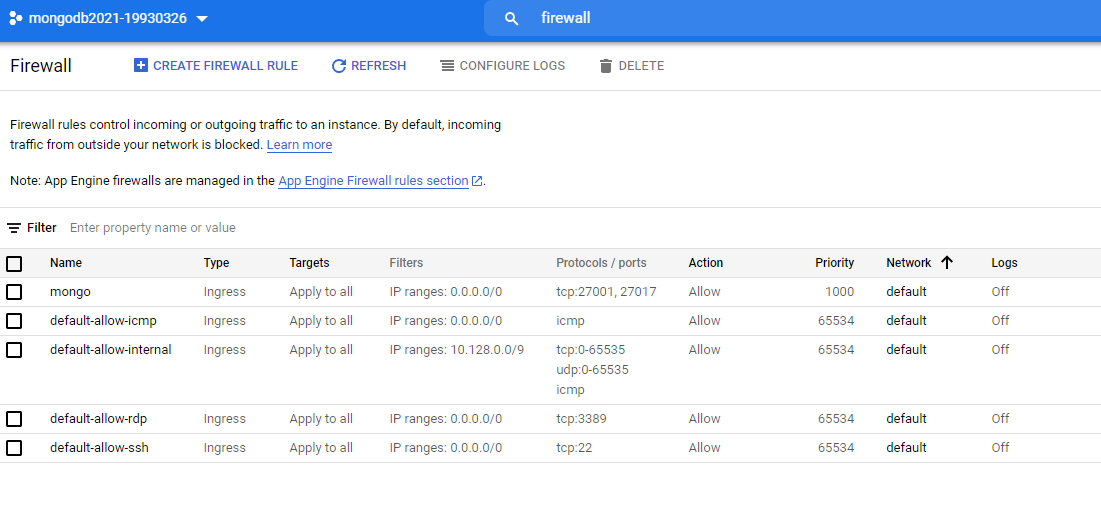 mongodb2021-19930326 firewall
Firewall CREATE FIREWALL RULE REFRESH CONFIGURE LOGS DELETE
Firewall rules control incoming or outgoing traffic to an instance. By default, incoming
traffic from outside your network is blocked. Learn more
Note: App Engine firewalls are managed in the App Engine Firewall rules section.
Filter Enter property name or value
Name Type Targets Filters Protocols / ports Action Priority Network Logs
mongo Ingress Apply to all IP ranges: 0.0.0.0/0 tcp:27001, 27017 Allow 1000 default Off
default-allow-icmp Ingress Apply to all IP ranges: 0.0.0.0/0 icmp Allow 65534 default Off
default-allow-internal Ingress Apply to all IP ranges: 10.128.0.0/9 tcp:0-65535 Allow 65534 default Off
udp:0-65535
icmp
default-allow-rdp Ingress Apply to all IP ranges: 0.0.0.0/0 tcp:3389 Allow 65534 default Off
default-allow-ssh Ingress Apply to all IP ranges: 0.0.0.0/0 tcp:22 Allow 65534 default Off